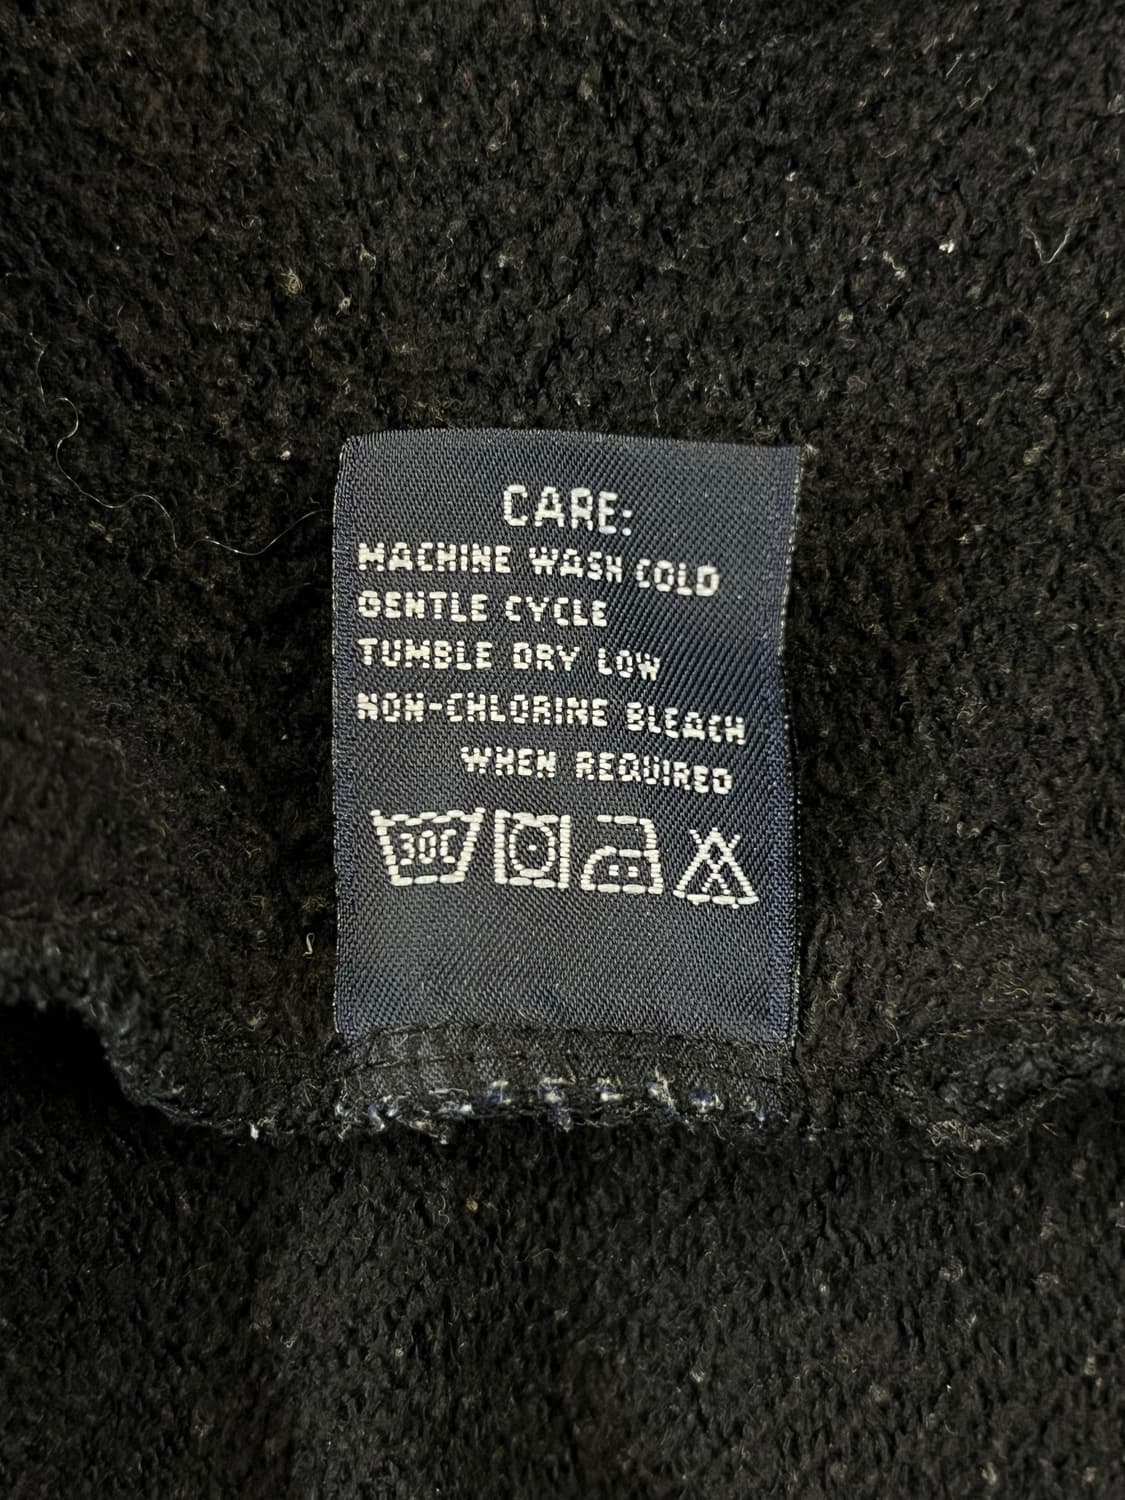 CARE:
MACHINE WASH COLD
GENTLE CYCLE
TUMBLE DRY LOW
NON-CHLORINE BLEACH
WHEN REQUIRED
30C